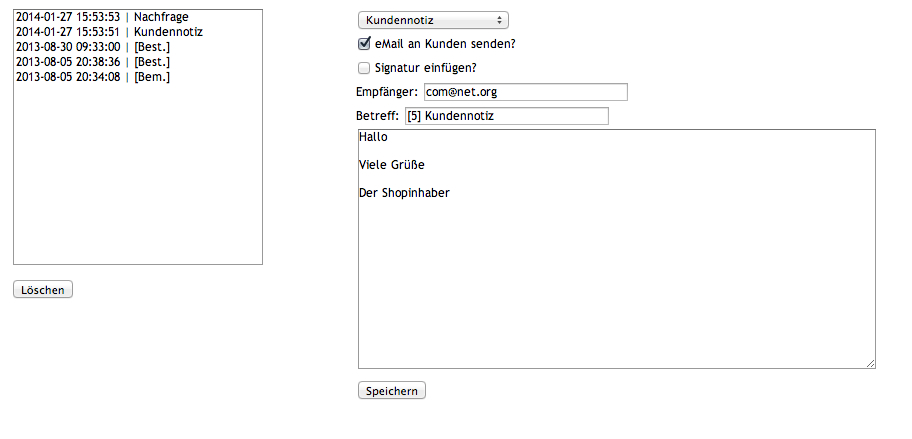 2014-01-27 15:53:53 | Nachfrage
2014-01-27 15:53:51 | Kundennotiz
2013-08-30 09:33:00 | [Best.]
2013-08-05 20:38:36 | [Best.]
2013-08-05 20:34:08 | [Bem.]
Löschen
Kundennotiz
eMail an Kunden senden?
Signatur einfügen?
Empfänger: com@net.org
Betreff: [5] Kundennotiz
Hallo
Viele Grüße
Der Shopinhaber
Speichern